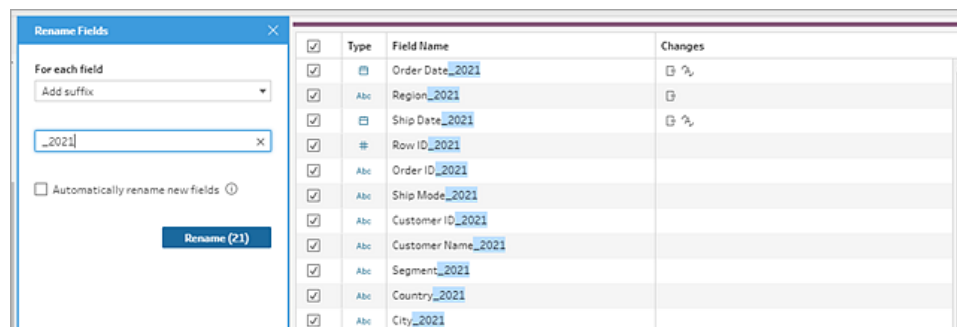 Rename Fields
For each field
Add suffix
_2021
Automatically rename new fields
Rename (21)
Type Field Name Changes
Order Date_2021
Abc Region_2021
Ship Date_2021
# Row ID_2021
Abc Order ID_2021
Abc Ship Mode_2021
Abc Customer ID_2021
Abc Customer Name_2021
Abc Segment_2021
Abc Country_2021
Abc City_2021